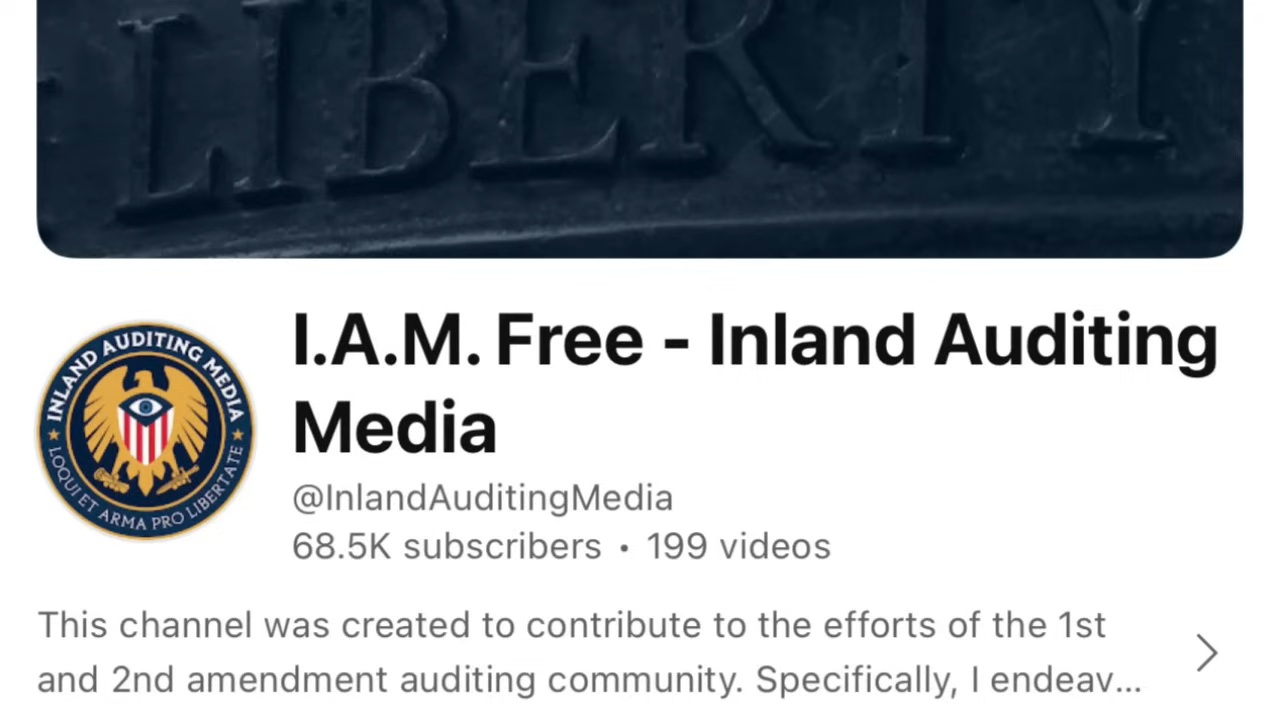 LIBERTY
INLAND AUDITING MEDIA
LOQUI ET ARMA PRO LIBERTATE
I.A.M. Free - Inland Auditing
Media
@InlandAuditingMedia
68.5K subscribers • 199 videos
This channel was created to contribute to the efforts of the 1st
and 2nd amendment auditing community. Specifically, I endeav...